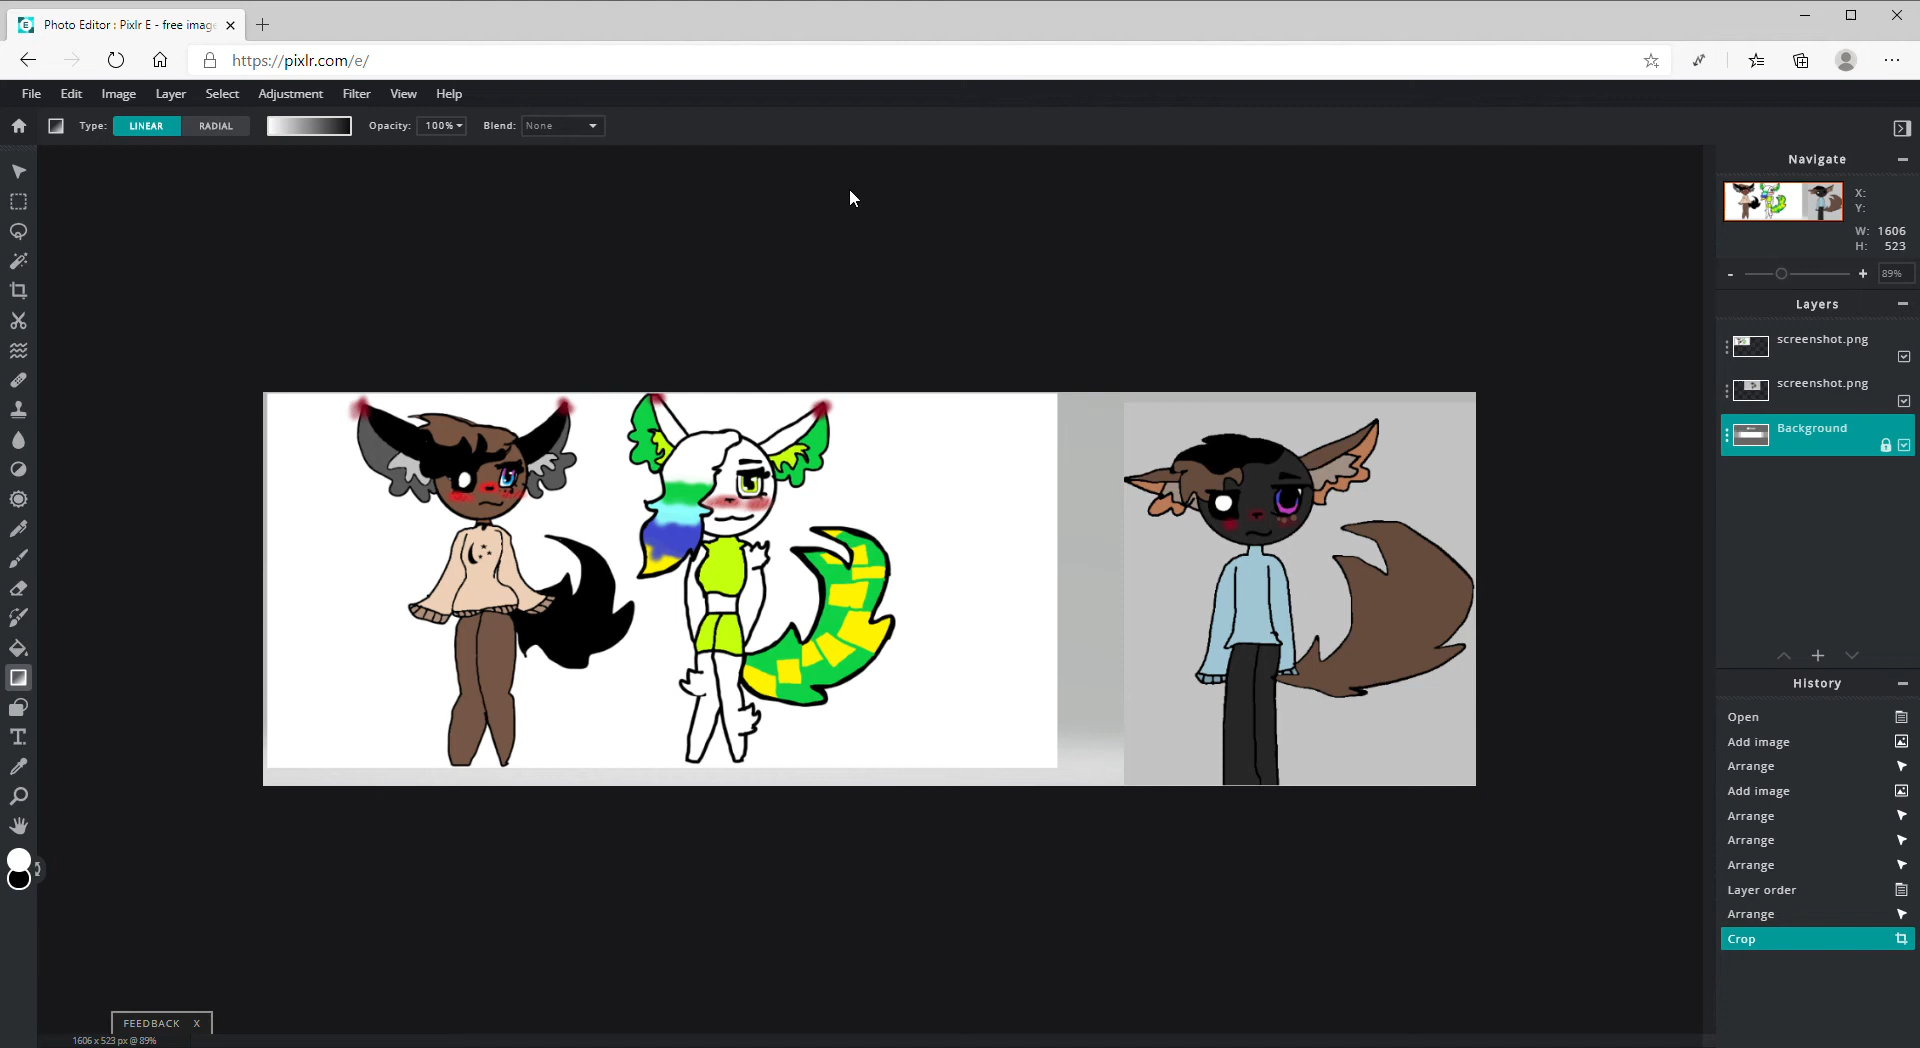 Photo Editor : Pixlr E - free imag
https://pixlr.com/e/
File Edit Image Layer Select Adjustment Filter View Help
Type: LINEAR RADIAL Opacity: 100% Blend: None
Navigate
X:
Y:
W: 1606
H: 523
- + 89%
Layers
screenshot.png
screenshot.png
Background
History
Open
Add image
Arrange
Add image
Arrange
Arrange
Arrange
Layer order
Arrange
Crop
FEEDBACK X
1606 x 523 px @ 89%